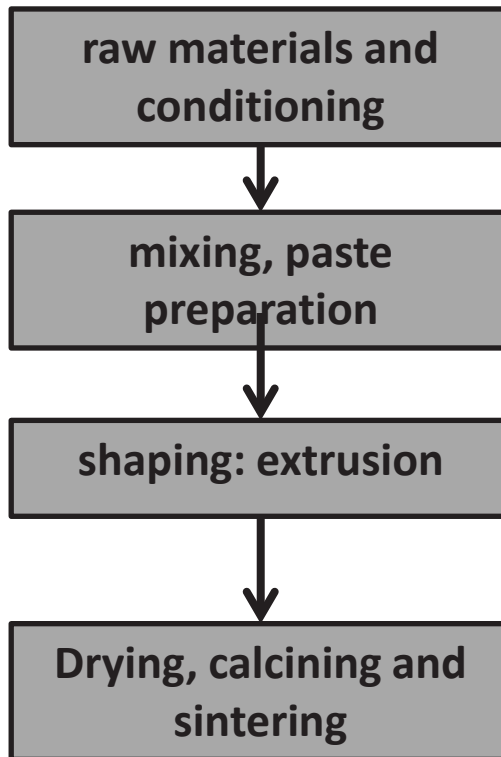 raw materials and
conditioning
mixing, paste
preparation
shaping: extrusion
Drying, calcining and
sintering